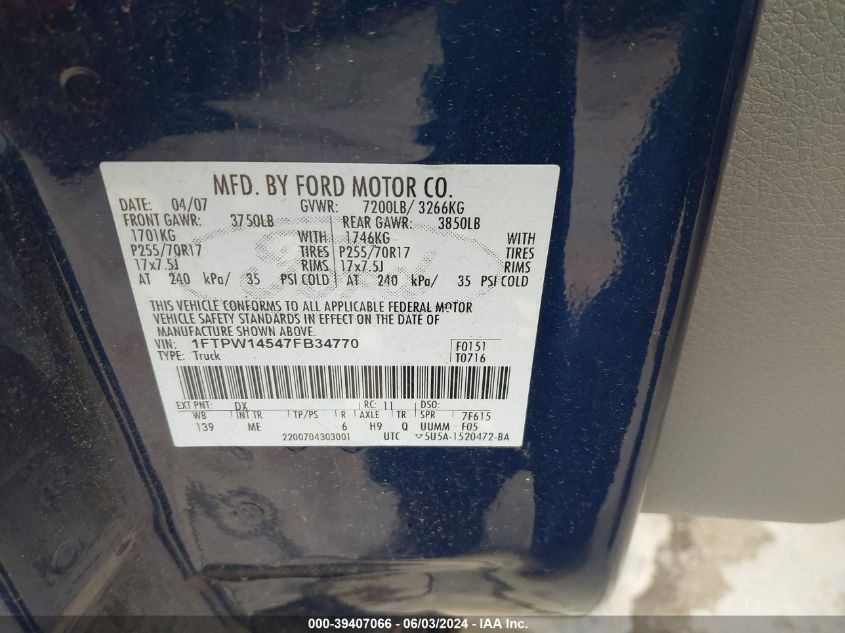 MFD. BY FORD MOTOR CO.
DATE: 04/07 GVWR: 7200LB/ 3266KG
FRONT GAWR: 3750LB REAR GAWR: 3850LB
1701KG WITH 1746KG WITH
P255/70R17 TIRES P255/70R17 TIRES
17x7.5J RIMS 17x7.5J RIMS
AT 240 kPa/ 35 PSI COLD AT 240 kPa/ 35 PSI COLD
THIS VEHICLE CONFORMS TO ALL APPLICABLE FEDERAL MOTOR
VEHICLE SAFETY STANDARDS IN EFFECT ON THE DATE OF
MANUFACTURE SHOWN ABOVE.
VIN: 1FTPW14547FB34770 F0151
TYPE: Truck T0716
EXT PNT: DX RC: 11 DSO:
WB INT TR TP/PS R AXLE TR SPR 7F615
139 ME 6 H9 Q UUMM F05
2200704303001 UTC 5U5A-1520472-BA
000-39407066 - 06/03/2024 - IAA Inc.